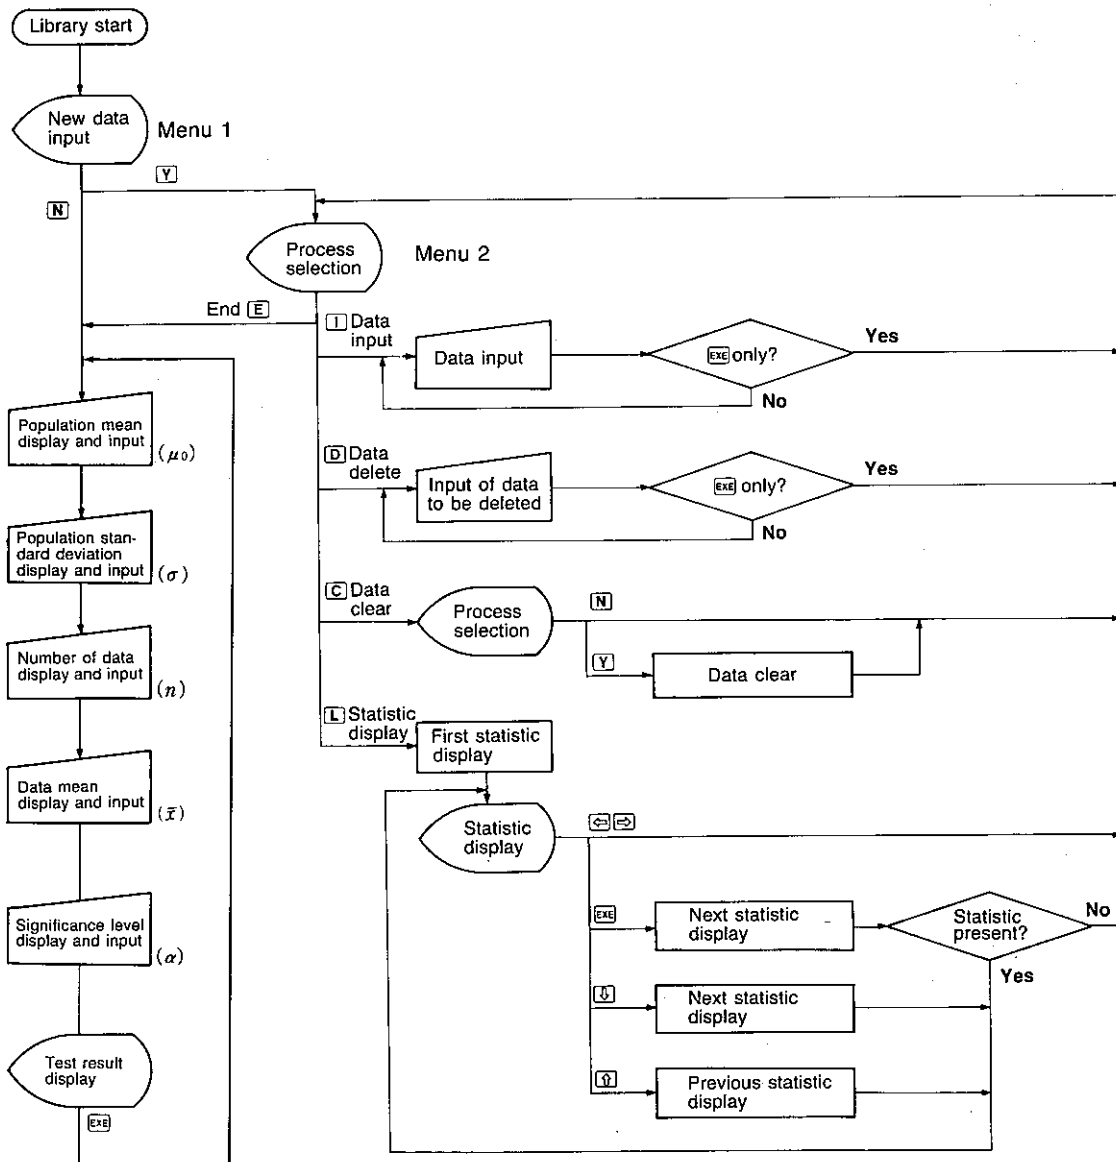 Library start
New data
input
Menu 1
Y
N
Process
selection
Menu 2
End E
I Data
input
Data input
EXE only?
Yes
No
Population mean
display and input
(μ0)
D Data
delete
Input of data
to be deleted
EXE only?
Yes
No
Population stan-
dard deviation
display and input
(σ)
C Data
clear
Process
selection
N
Y
Data clear
Number of data
display and input
(n)
L Statistic
display
First statistic
display
Data mean
display and input
(x̄)
Statistic
display
⇦ ⇨
EXE
Next statistic
display
Statistic
present?
No
Yes
Significance level
display and input
(α)
⇩
Next statistic
display
⇧
Previous statistic
display
Test result
display
EXE